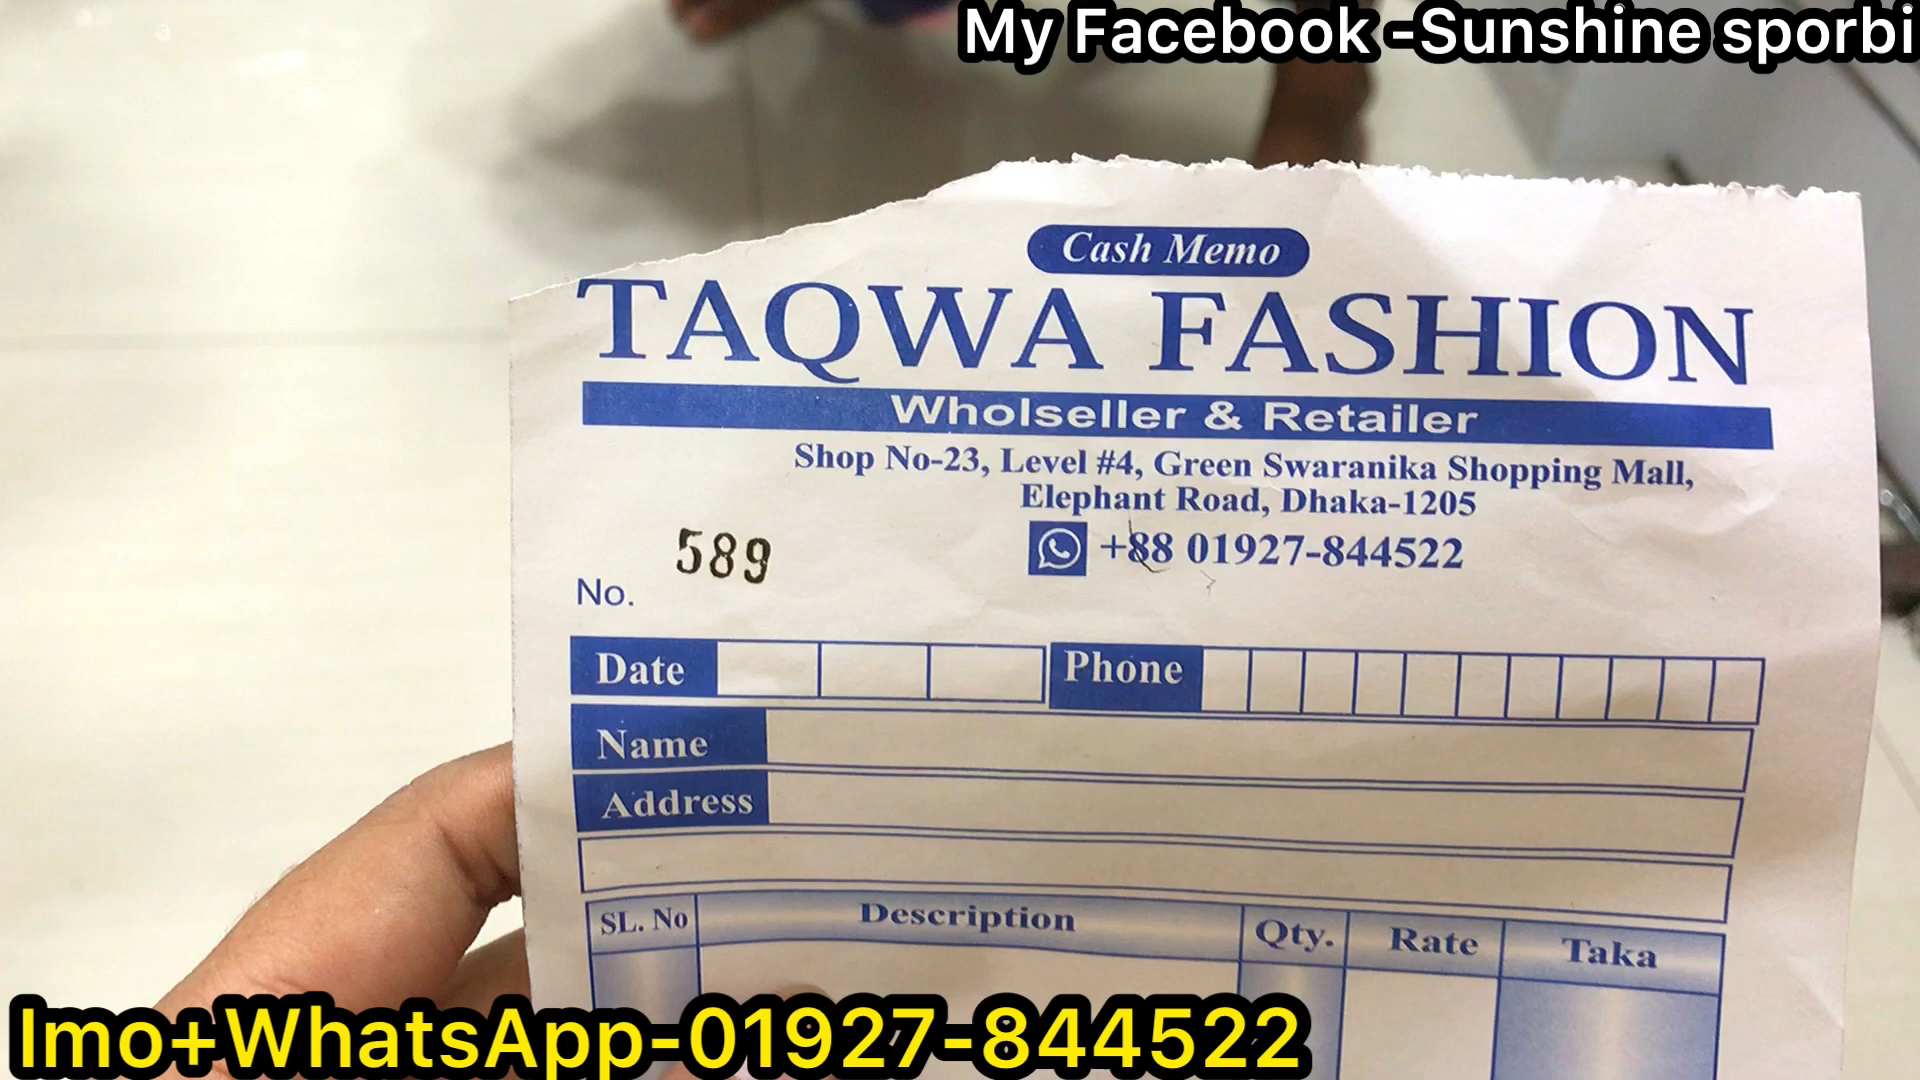 My Facebook -Sunshine sporbi
Cash Memo
TAQWA FASHION
Wholseller & Retailer
Shop No-23, Level #4, Green Swaranika Shopping Mall,
Elephant Road, Dhaka-1205
+88 01927-844522
589
No.
Date Phone
Name
Address
SL. No Description Qty. Rate Taka
Imo+WhatsApp-01927-844522